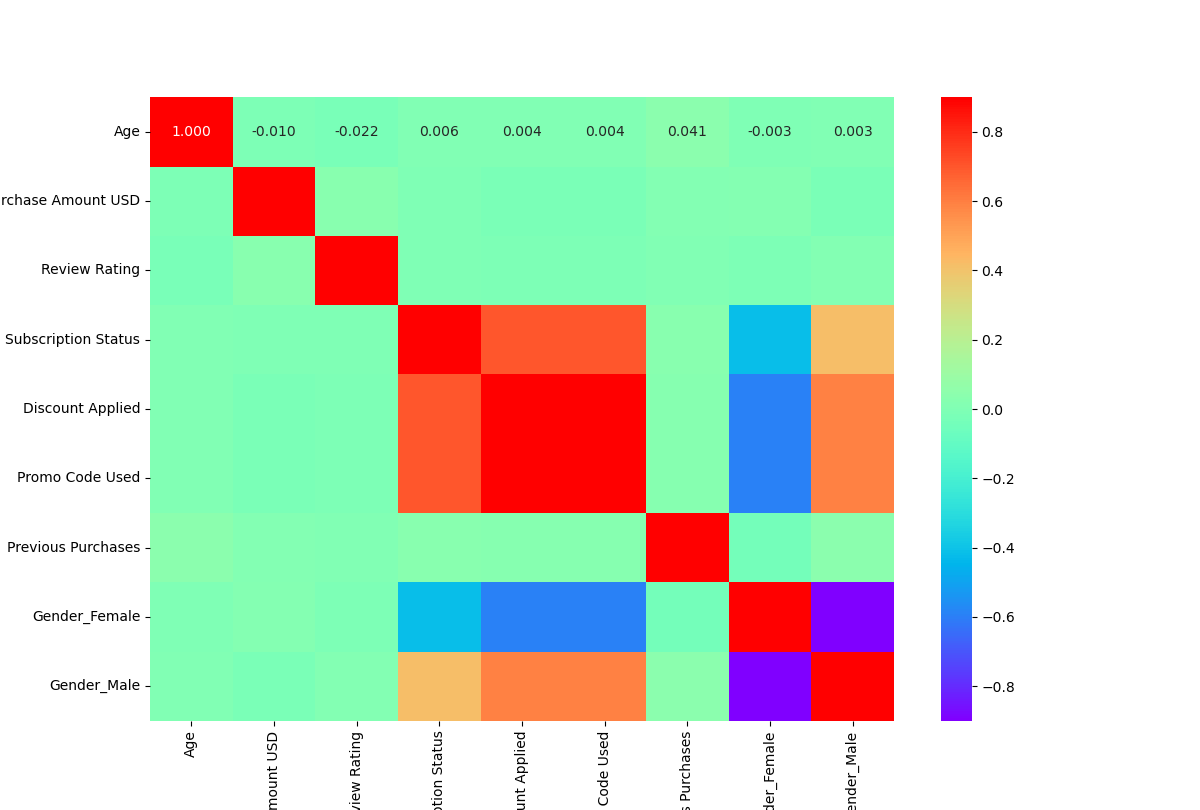 Age
1.000 -0.010 -0.022 0.006 0.004 0.004 0.041 -0.003 0.003
rchase Amount USD
Review Rating
Subscription Status
Discount Applied
Promo Code Used
Previous Purchases
Gender_Female
Gender_Male
Age
mount USD
view Rating
ption Status
unt Applied
Code Used
s Purchases
der_Female
ender_Male
0.8
0.6
0.4
0.2
0.0
−0.2
−0.4
−0.6
−0.8